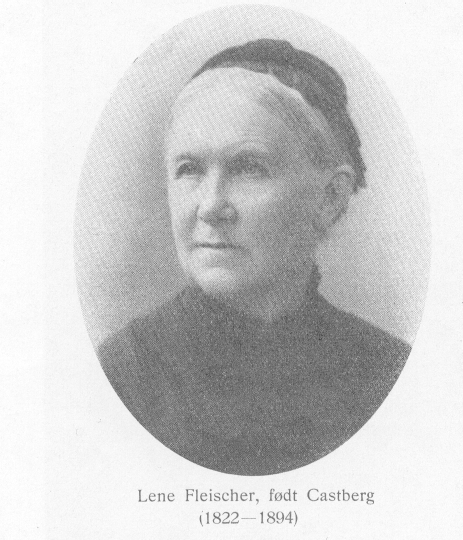 Lene Fleischer, født Castberg
(1822—1894)